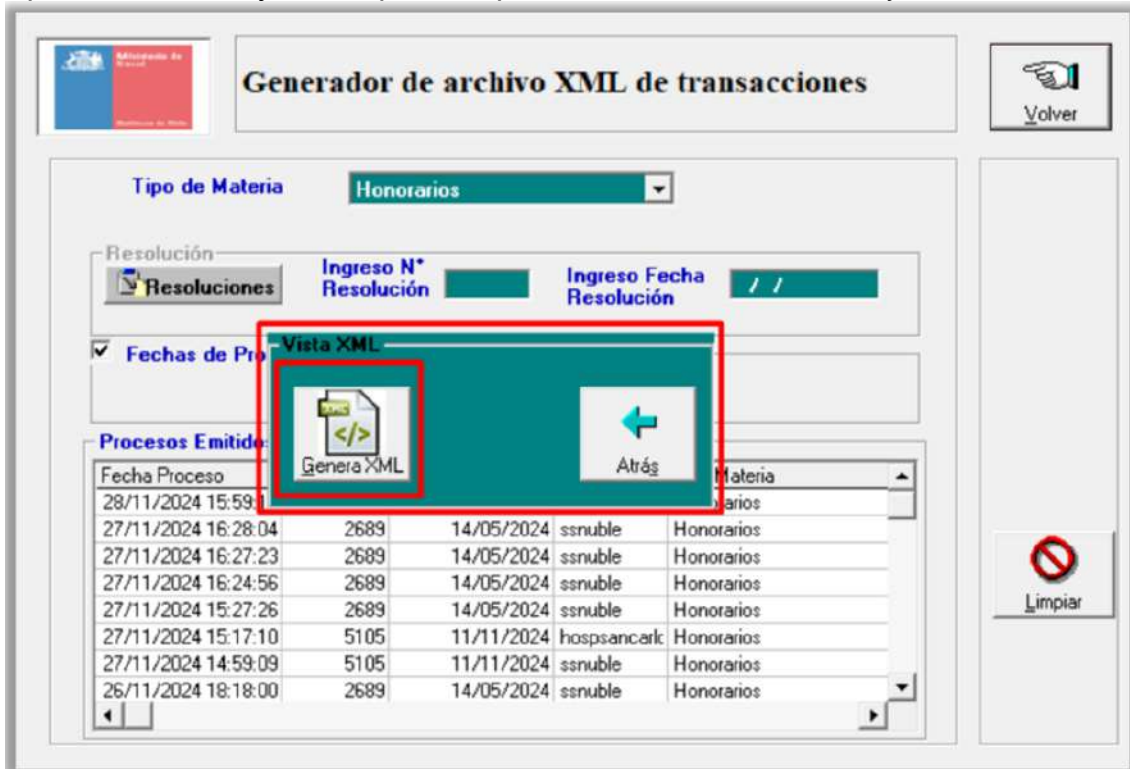 Ministerio de
Generador de archivo XML de transacciones
Volver
Tipo de Materia
Honorarios
Resolución
Resoluciones
Ingreso N°
Resolución
Ingreso Fecha
Resolución
/ /
Fechas de Pro
Vista XML
Genera XML
Atrás
Procesos Emitido
Fecha Proceso Materia
28/11/2024 15:59:1 arios
27/11/2024 16:28:04 2689 14/05/2024 ssnuble Honorarios
27/11/2024 16:27:23 2689 14/05/2024 ssnuble Honorarios
27/11/2024 16:24:56 2689 14/05/2024 ssnuble Honorarios
27/11/2024 15:27:26 2689 14/05/2024 ssnuble Honorarios
27/11/2024 15:17:10 5105 11/11/2024 hospsancark Honorarios
27/11/2024 14:59:09 5105 11/11/2024 ssnuble Honorarios
26/11/2024 18:18:00 2689 14/05/2024 ssnuble Honorarios
Limpiar